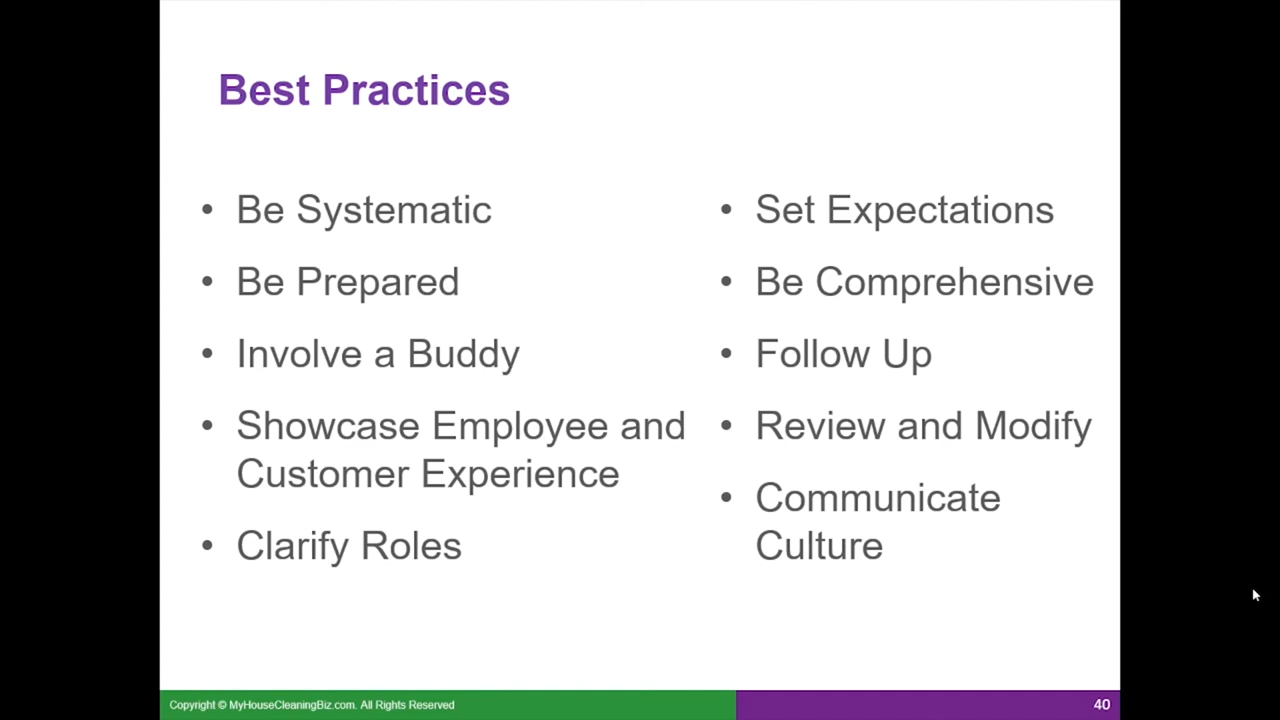 Best Practices
• Be Systematic
• Be Prepared
• Involve a Buddy
• Showcase Employee and
Customer Experience
• Clarify Roles
• Set Expectations
• Be Comprehensive
• Follow Up
• Review and Modify
• Communicate
Culture
Copyright © MyHouseCleaningBiz.com. All Rights Reserved
40